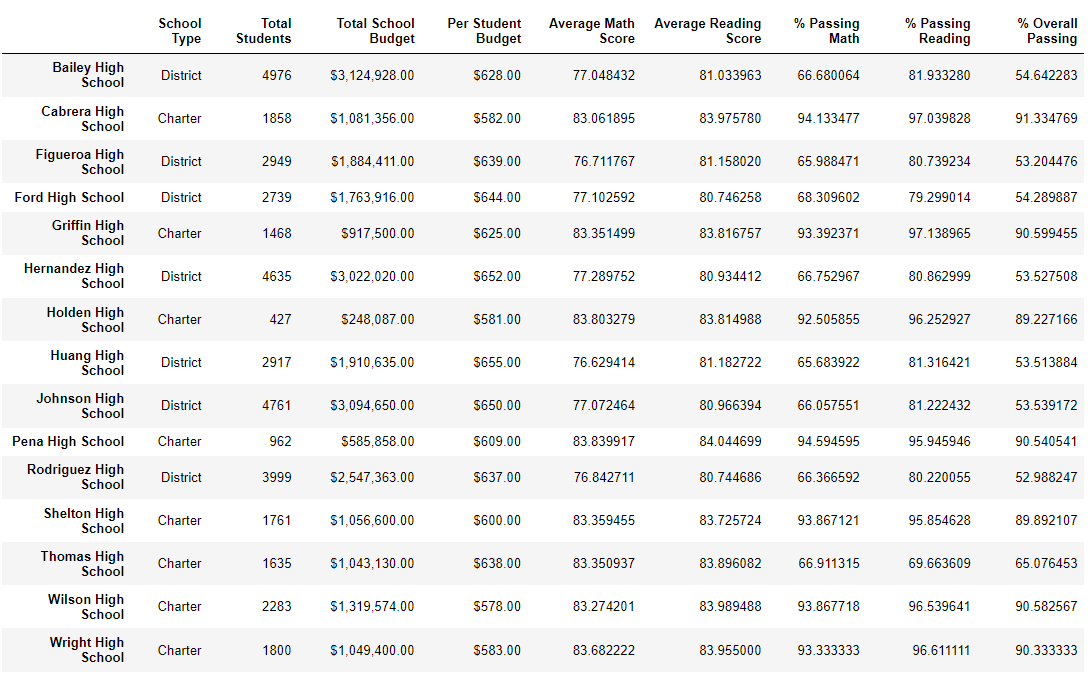 School Type Total Students Total School Budget Per Student Budget Average Math Score Average Reading Score % Passing Math % Passing Reading % Overall Passing
Bailey High School District 4976 $3,124,928.00 $628.00 77.048432 81.033963 66.680064 81.933280 54.642283
Cabrera High School Charter 1858 $1,081,356.00 $582.00 83.061895 83.975780 94.133477 97.039828 91.334769
Figueroa High School District 2949 $1,884,411.00 $639.00 76.711767 81.158020 65.988471 80.739234 53.204476
Ford High School District 2739 $1,763,916.00 $644.00 77.102592 80.746258 68.309602 79.299014 54.289887
Griffin High School Charter 1468 $917,500.00 $625.00 83.351499 83.816757 93.392371 97.138965 90.599455
Hernandez High School District 4635 $3,022,020.00 $652.00 77.289752 80.934412 66.752967 80.862999 53.527508
Holden High School Charter 427 $248,087.00 $581.00 83.803279 83.814988 92.505855 96.252927 89.227166
Huang High School District 2917 $1,910,635.00 $655.00 76.629414 81.182722 65.683922 81.316421 53.513884
Johnson High School District 4761 $3,094,650.00 $650.00 77.072464 80.966394 66.057551 81.222432 53.539172
Pena High School Charter 962 $585,858.00 $609.00 83.839917 84.044699 94.594595 95.945946 90.540541
Rodriguez High School District 3999 $2,547,363.00 $637.00 76.842711 80.744686 66.366592 80.220055 52.988247
Shelton High School Charter 1761 $1,056,600.00 $600.00 83.359455 83.725724 93.867121 95.854628 89.892107
Thomas High School Charter 1635 $1,043,130.00 $638.00 83.350937 83.896082 66.911315 69.663609 65.076453
Wilson High School Charter 2283 $1,319,574.00 $578.00 83.274201 83.989488 93.867718 96.539641 90.582567
Wright High School Charter 1800 $1,049,400.00 $583.00 83.682222 83.955000 93.333333 96.611111 90.333333